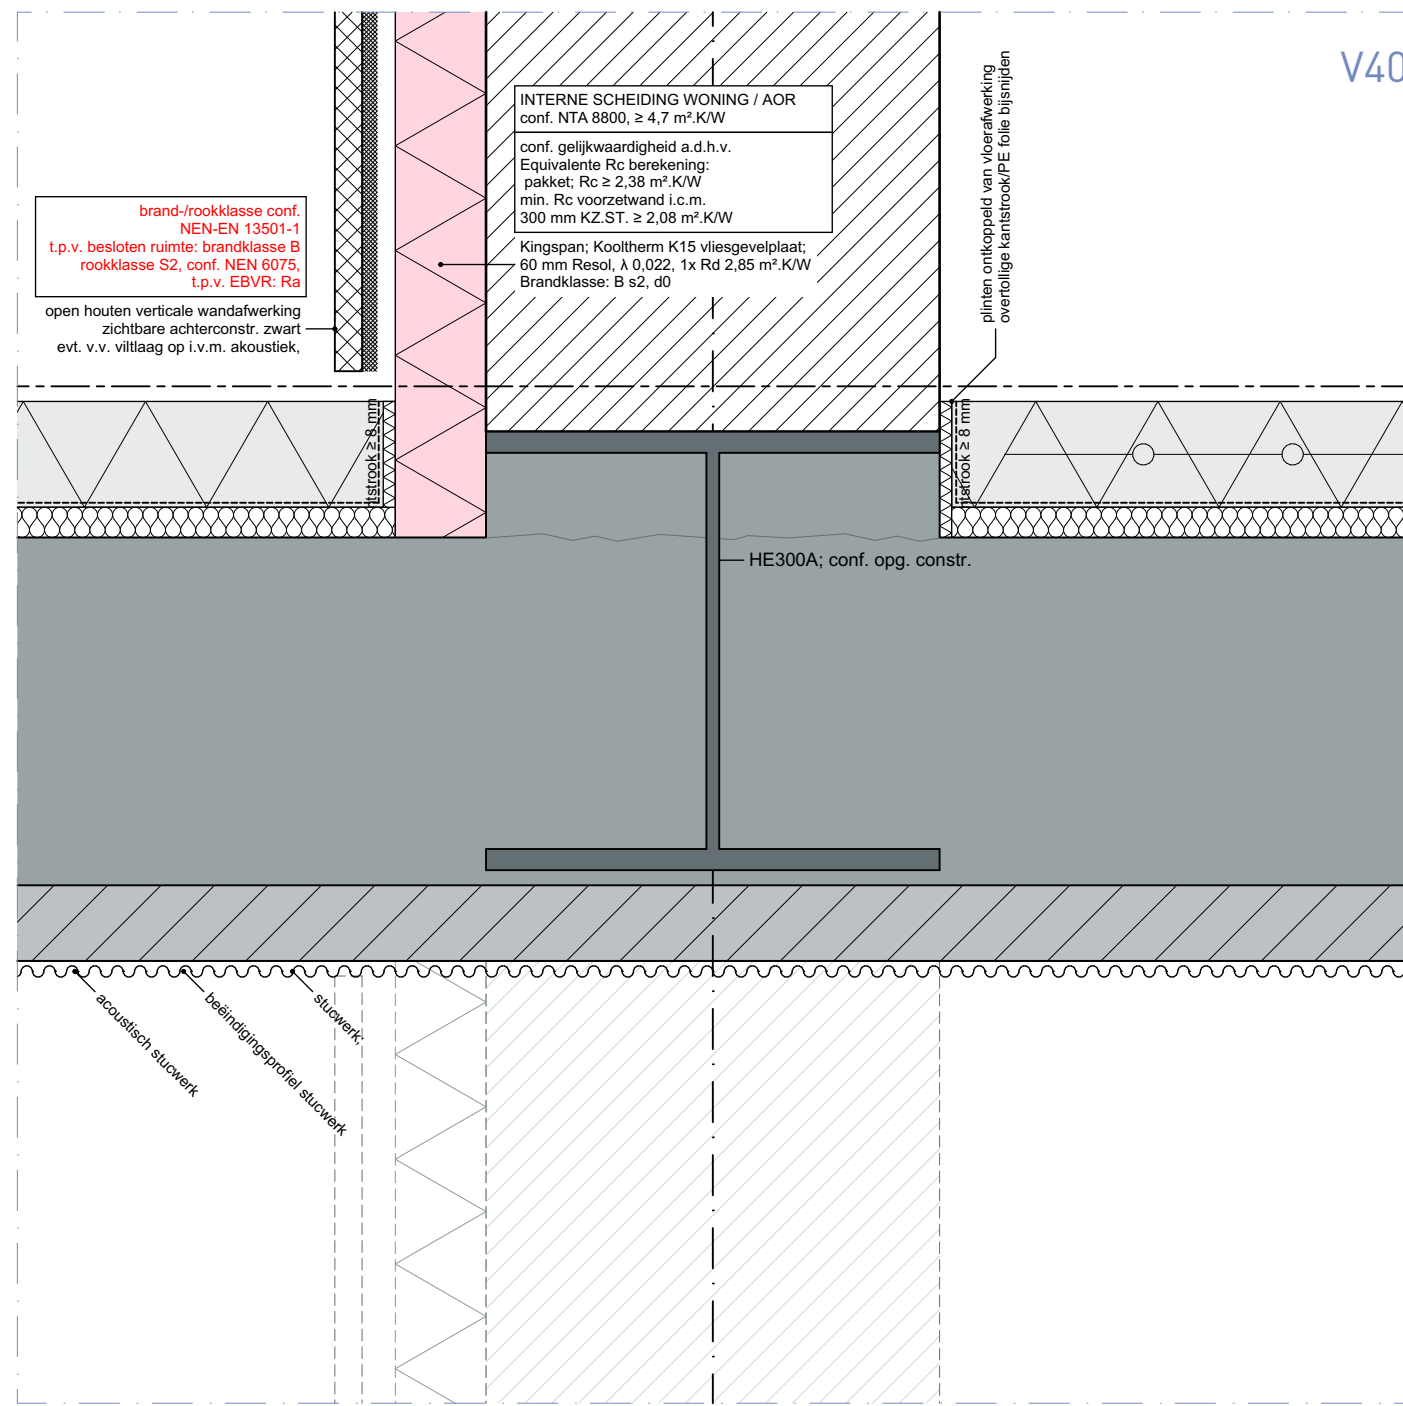 V40
INTERNE SCHEIDING WONING / AOR
conf. NTA 8800, ≥ 4,7 m².K/W
conf. gelijkwaardigheid a.d.h.v.
Equivalente Rc berekening:
pakket; Rc ≥ 2,38 m².K/W
min. Rc voorzetwand i.c.m.
300 mm KZ.ST. ≥ 2,08 m².K/W
Kingspan; Kooltherm K15 vliesgevelplaat;
60 mm Resol, λ 0,022, 1x Rd 2,85 m².K/W
Brandklasse: B s2, d0
brand-/rookklasse conf.
NEN-EN 13501-1
t.p.v. besloten ruimte: brandklasse B
rookklasse S2, conf. NEN 6075,
t.p.v. EBVR: Ra
open houten verticale wandafwerking
zichtbare achterconstr. zwart
evt. v.v. viltlaag op i.v.m. akoustiek,
plinten ontkoppeld van vloerafwerking
overtollige kantstrook/PE folie bijsnijden
tstrook ≥ 8 mm
tstrook ≥ 8 mm
HE300A; conf. opg. constr.
acoustisch stucwerk
beëindigingsprofiel stucwerk
stucwerk,